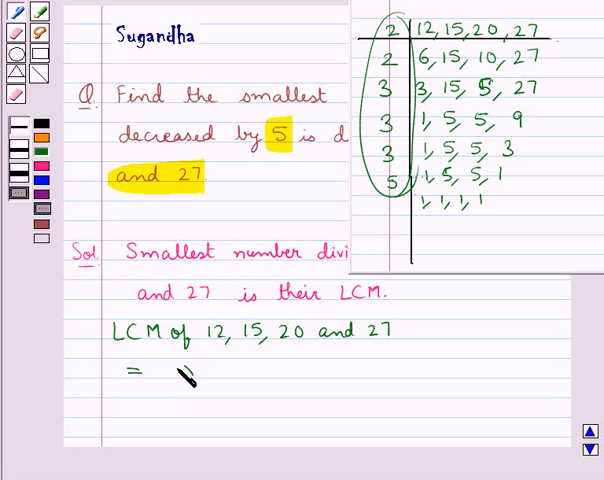 Sugandha
Q. Find the smallest
decreased by 5 is d
and 27.
Sol. Smallest number divi
and 27 is their LCM.
LCM of 12, 15, 20 and 27
=
2 | 12, 15, 20, 27
2 | 6, 15, 10, 27
3 | 3, 15, 5, 27
3 | 1, 5, 5, 9
3 | 1, 5, 5, 3
5 | 1, 5, 5, 1
1, 1, 1, 1